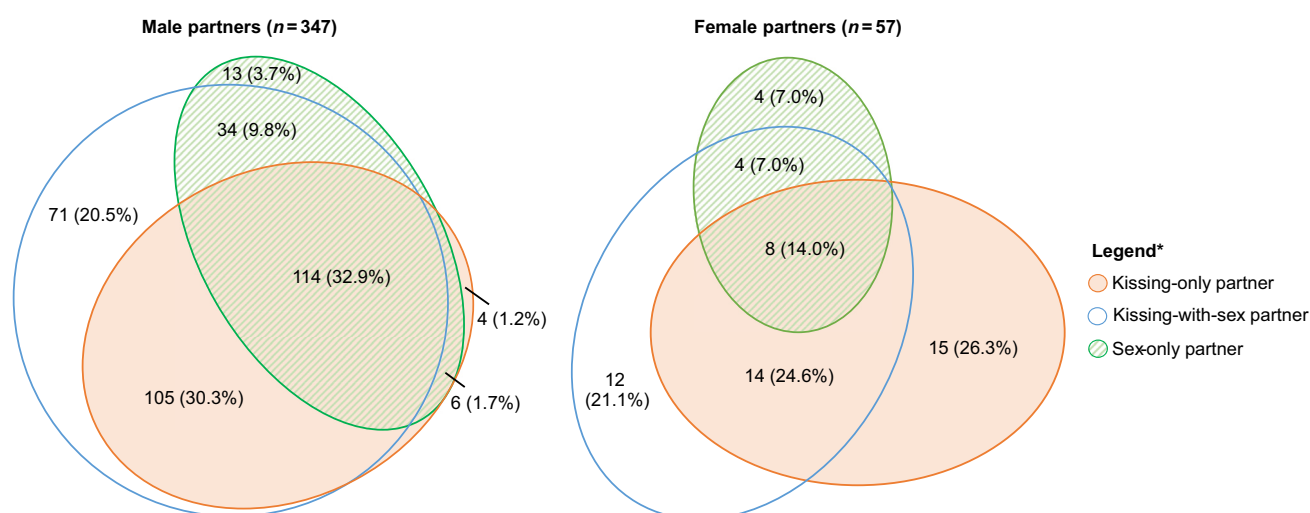 Male partners (n=347)
13 (3.7%)
34 (9.8%)
71 (20.5%)
114 (32.9%)
4 (1.2%)
105 (30.3%)
6 (1.7%)
Female partners (n=57)
4 (7.0%)
4 (7.0%)
8 (14.0%)
15 (26.3%)
14 (24.6%)
12
(21.1%)
Legend*
Kissing-only partner
Kissing-with-sex partner
Sex-only partner